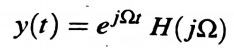 y(t) = e^{jΩt} H(jΩ)